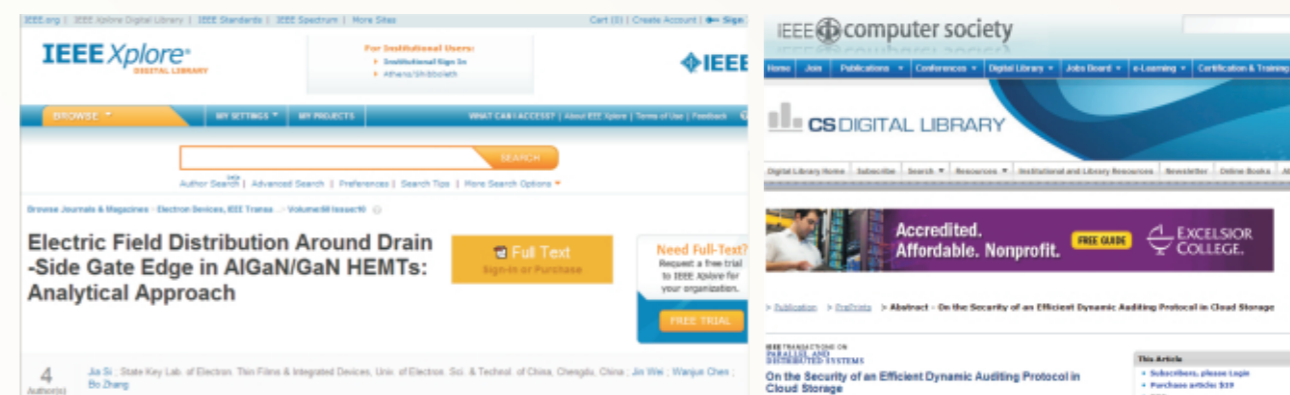 IEEE.org | IEEE Xplore Digital Library | IEEE Standards | IEEE Spectrum | More Sites
Cart (0) | Create Account | Sign
IEEE Xplore®
DIGITAL LIBRARY
For Institutional Users:
Institutional Sign In
Athens/Shibboleth
IEEE
BROWSE
MY SETTINGS
MY PROJECTS
WHAT CAN I ACCESS? | About IEEE Xplore | Terms of Use | Feedback
SEARCH
Author Search | Advanced Search | Preferences | Search Tips | More Search Options
Browse Journals & Magazines > Electron Devices, IEEE Transa ... > Volume:60 Issue:10
Electric Field Distribution Around Drain
-Side Gate Edge in AlGaN/GaN HEMTs:
Analytical Approach
Full Text
Sign-In or Purchase
Need Full-Text?
Request a free trial
to IEEE Xplore for
your organization.
FREE TRIAL
4
Author(s)
Jia Si ; State Key Lab. of Electron. Thin Films & Integrated Devices, Univ. of Electron. Sci. & Technol. of China, Chengdu, China ; Jin Wei ; Wanjun Chen ;
Bo Zhang
IEEE computer society
Home
Join
Publications
Conferences
Digital Library
Jobs Board
e-Learning
Certification & Training
CSDIGITAL LIBRARY
Digital Library Home
Subscribe
Search
Resources
Institutional and Library Resources
Newsletter
Online Books
Accredited.
Affordable. Nonprofit.
FREE GUIDE
EXCELSIOR
COLLEGE.
> Publication > PrePrints > Abstract - On the Security of an Efficient Dynamic Auditing Protocol in Cloud Storage
IEEE TRANSACTIONS ON
PARALLEL AND
DISTRIBUTED SYSTEMS
On the Security of an Efficient Dynamic Auditing Protocol in
Cloud Storage
This Article
Subscribers, please Login
Purchase article: $19